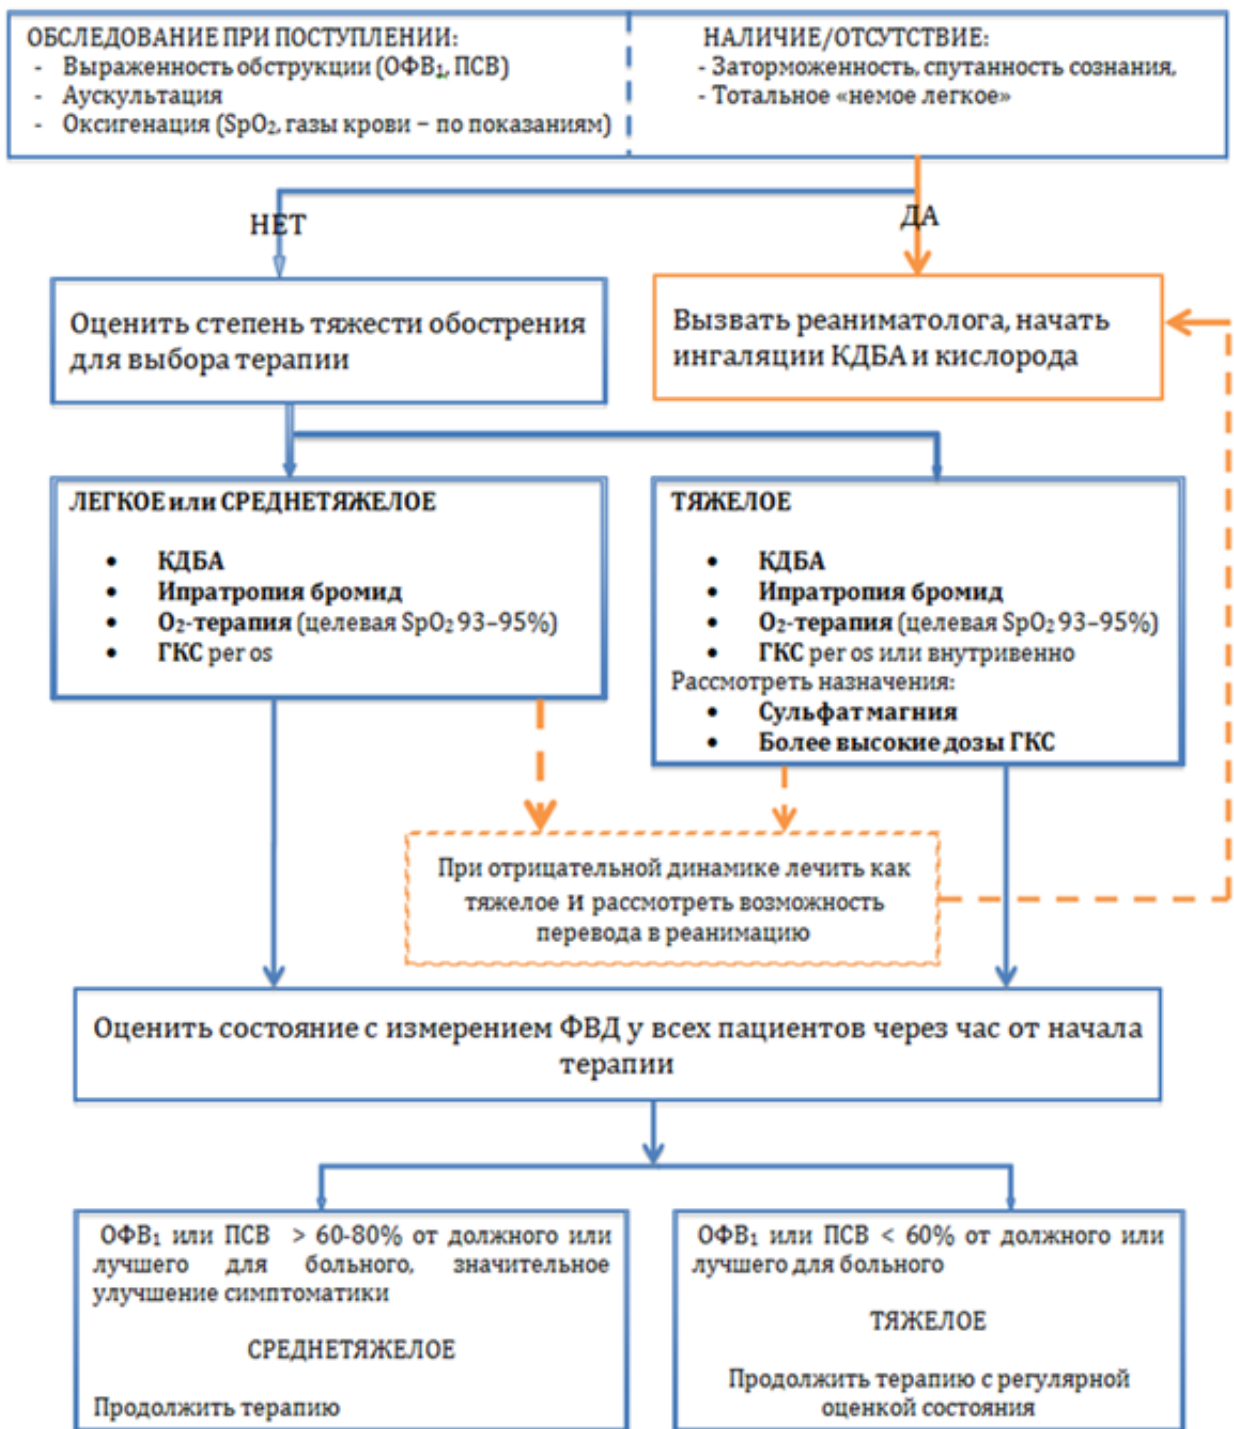 ОБСЛЕДОВАНИЕ ПРИ ПОСТУПЛЕНИИ:
- Выраженность обструкции (ОФВ₁, ПСВ)
- Аускультация
- Оксигенация (SpO₂, газы крови – по показаниям)
НАЛИЧИЕ/ОТСУТСТВИЕ:
- Заторможенность, спутанность сознания,
- Тотальное «немое легкое»
НЕТ
ДА
Оценить степень тяжести обострения
для выбора терапии
Вызвать реаниматолога, начать
ингаляции КДБА и кислорода
ЛЕГКОЕ или СРЕДНЕТЯЖЕЛОЕ
• КДБА
• Ипратропия бромид
• О₂-терапия (целевая SpO₂ 93–95%)
• ГКС per os
ТЯЖЕЛОЕ
• КДБА
• Ипратропия бромид
• О₂-терапия (целевая SpO₂ 93–95%)
• ГКС per os или внутривенно
Рассмотреть назначения:
• Сульфат магния
• Более высокие дозы ГКС
При отрицательной динамике лечить как
тяжелое и рассмотреть возможность
перевода в реанимацию
Оценить состояние с измерением ФВД у всех пациентов через час от начала
терапии
ОФВ₁ или ПСВ > 60-80% от должного или
лучшего для больного, значительное
улучшение симптоматики
СРЕДНЕТЯЖЕЛОЕ
Продолжить терапию
ОФВ₁ или ПСВ < 60% от должного или
лучшего для больного
ТЯЖЕЛОЕ
Продолжить терапию с регулярной
оценкой состояния